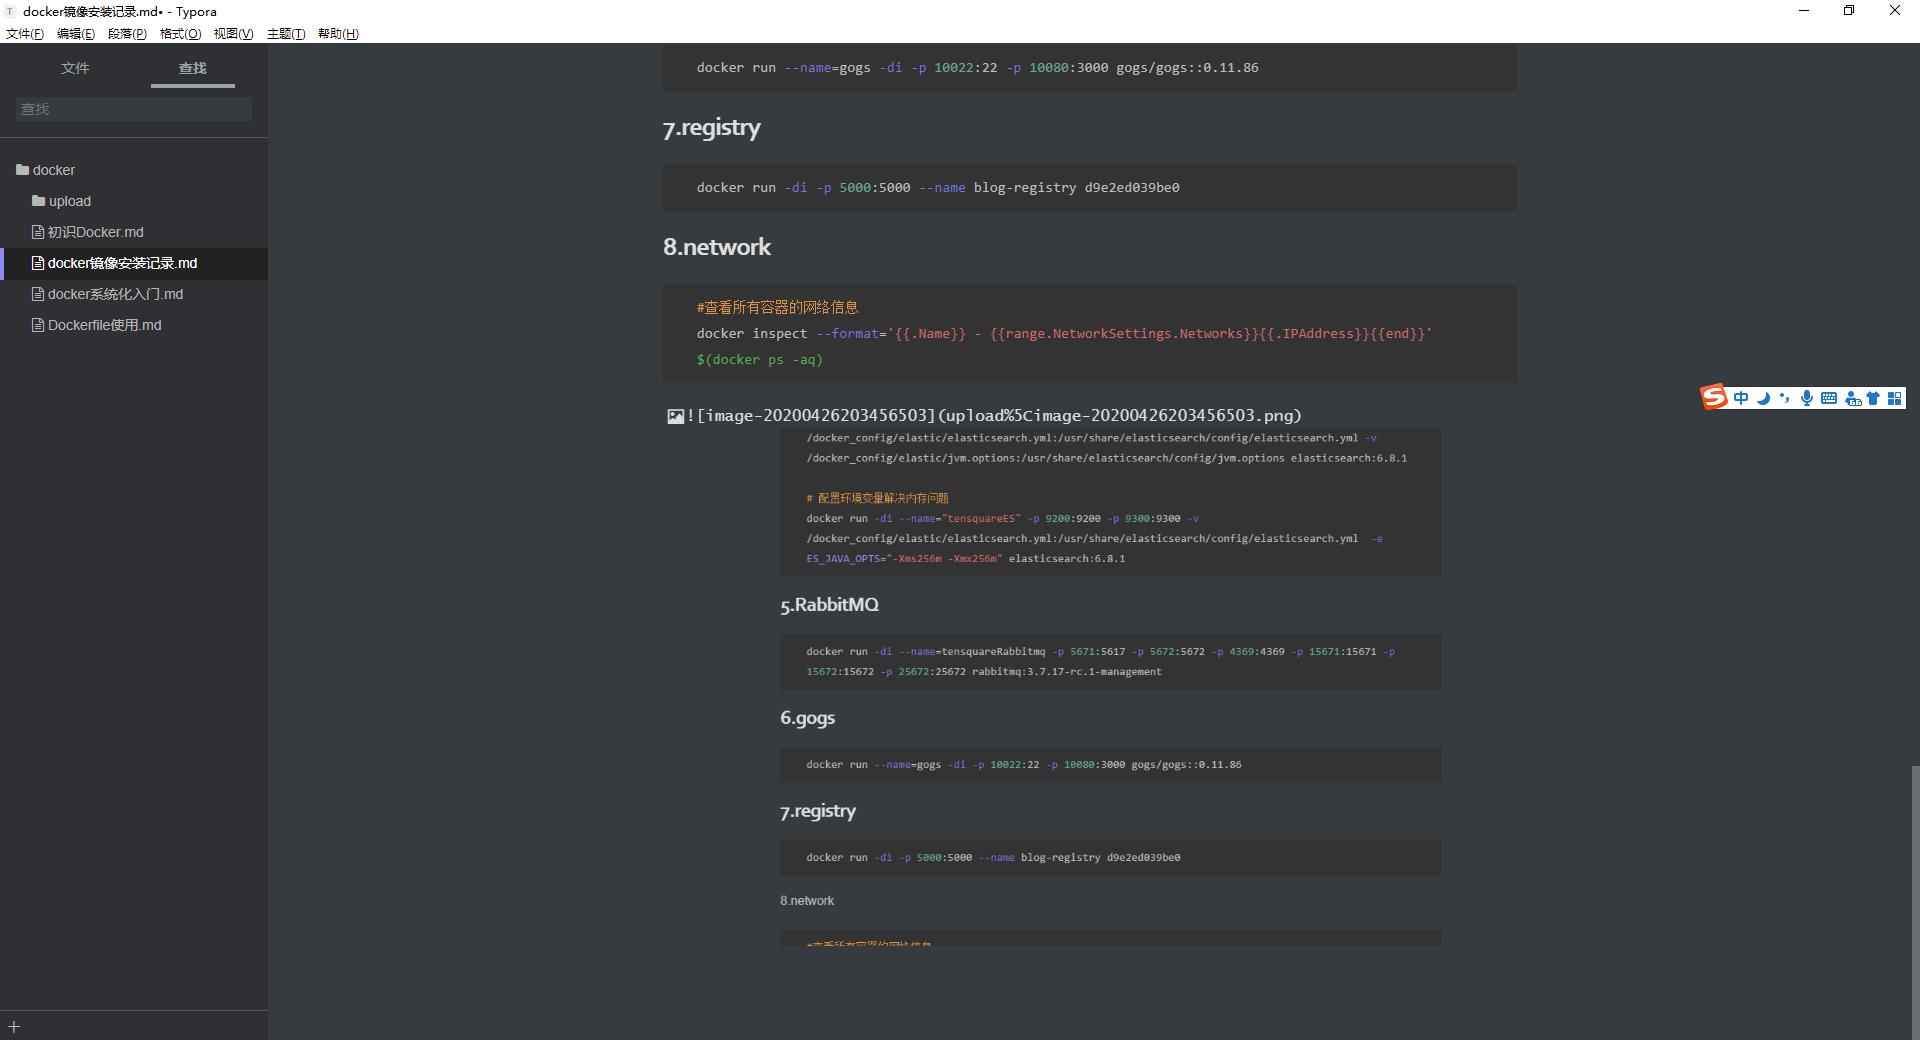 docker镜像安装记录.md• - Typora
文件(F) 编辑(E) 段落(P) 格式(O) 视图(V) 主题(T) 帮助(H)
文件 查找
查找
docker
upload
初识Docker.md
docker镜像安装记录.md
docker系统化入门.md
Dockerfile使用.md
docker run --name=gogs -di -p 10022:22 -p 10080:3000 gogs/gogs::0.11.86
7.registry
docker run -di -p 5000:5000 --name blog-registry d9e2ed039be0
8.network
#查看所有容器的网络信息
docker inspect --format='{{.Name}} - {{range.NetworkSettings.Networks}}{{.IPAddress}}{{end}}'
$(docker ps -aq)
![image-20200426203456503](upload%5Cimage-20200426203456503.png)
/docker_config/elastic/elasticsearch.yml:/usr/share/elasticsearch/config/elasticsearch.yml -v
/docker_config/elastic/jvm.options:/usr/share/elasticsearch/config/jvm.options elasticsearch:6.8.1
# 配置环境变量解决内存问题
docker run -di --name="tensquareES" -p 9200:9200 -p 9300:9300 -v
/docker_config/elastic/elasticsearch.yml:/usr/share/elasticsearch/config/elasticsearch.yml -e
ES_JAVA_OPTS="-Xms256m -Xmx256m" elasticsearch:6.8.1
5.RabbitMQ
docker run -di --name=tensquareRabbitmq -p 5671:5617 -p 5672:5672 -p 4369:4369 -p 15671:15671 -p
15672:15672 -p 25672:25672 rabbitmq:3.7.17-rc.1-management
6.gogs
docker run --name=gogs -di -p 10022:22 -p 10080:3000 gogs/gogs::0.11.86
7.registry
docker run -di -p 5000:5000 --name blog-registry d9e2ed039be0
8.network
#查看所有容器的网络信息
中